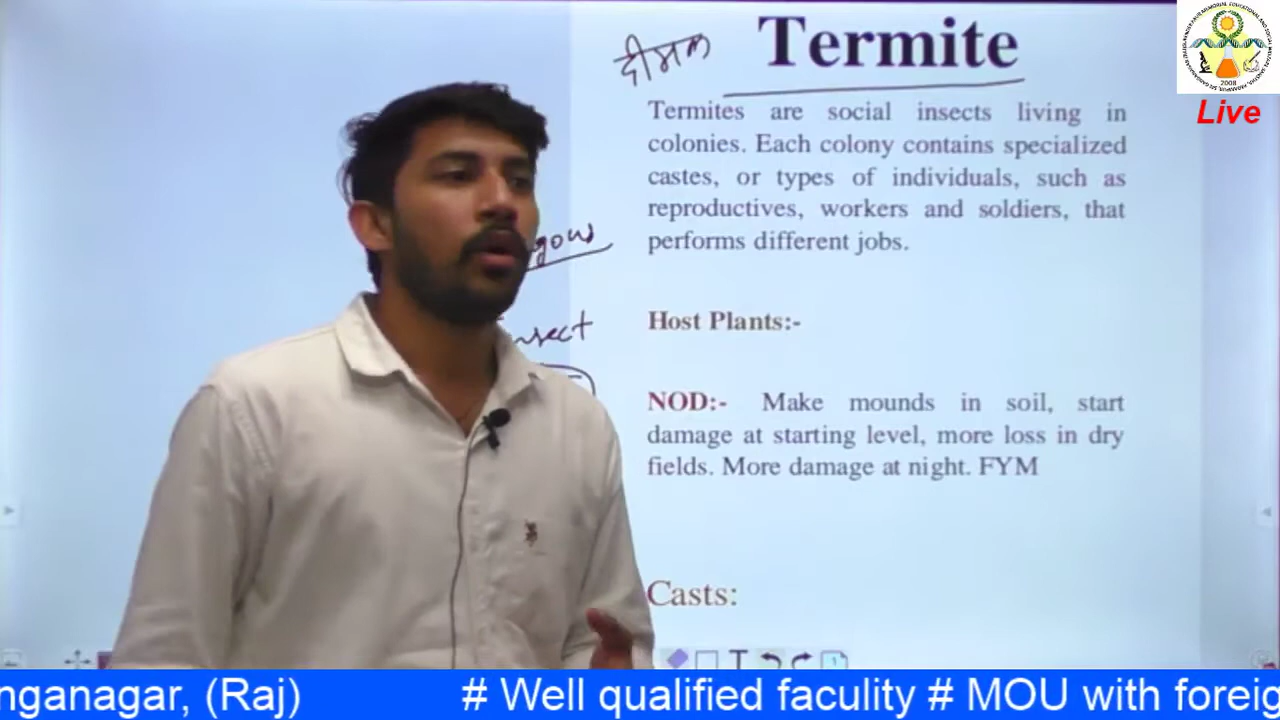 Termite
दीमक
Termites are social insects living in
colonies. Each colony contains specialized
castes, or types of individuals, such as
reproductives, workers and soldiers, that
performs different jobs.
Host Plants:-
NOD:- Make mounds in soil, start
damage at starting level, more loss in dry
fields. More damage at night. FYM
Casts:
2008
Live
nganagar, (Raj) # Well qualified faculity # MOU with foreig